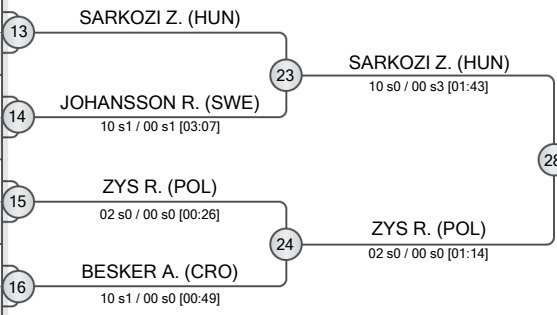 SARKOZI Z. (HUN)
13
23
SARKOZI Z. (HUN)
10 s0 / 00 s3 [01:43]
JOHANSSON R. (SWE)
14
10 s1 / 00 s1 [03:07]
28
ZYS R. (POL)
15
02 s0 / 00 s0 [00:26]
24
ZYS R. (POL)
02 s0 / 00 s0 [01:14]
BESKER A. (CRO)
16
10 s1 / 00 s0 [00:49]